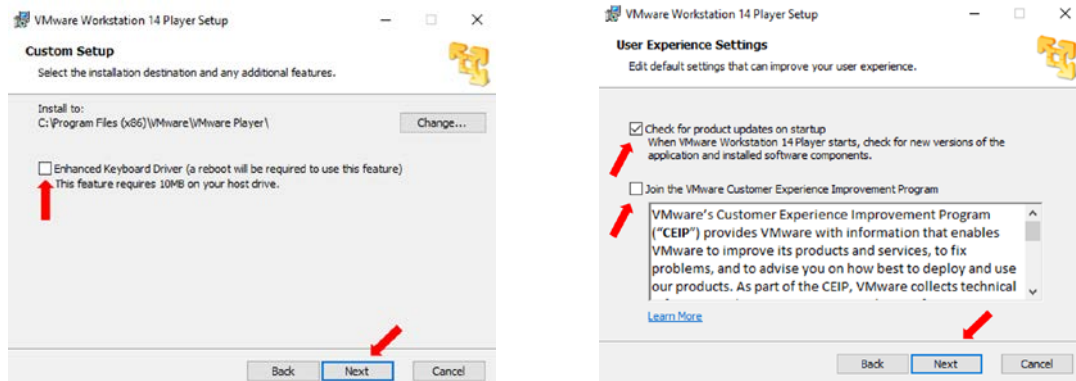 VMware Workstation 14 Player Setup
Custom Setup
Select the installation destination and any additional features.
Install to:
C:\Program Files (x86)\VMware\VMware Player\
Change...
Enhanced Keyboard Driver (a reboot will be required to use this feature)
This feature requires 10MB on your host drive.
Back Next Cancel
VMware Workstation 14 Player Setup
User Experience Settings
Edit default settings that can improve your user experience.
Check for product updates on startup
When VMware Workstation 14 Player starts, check for new versions of the
application and installed software components.
Join the VMware Customer Experience Improvement Program
VMware's Customer Experience Improvement Program
("CEIP") provides VMware with information that enables
VMware to improve its products and services, to fix
problems, and to advise you on how best to deploy and use
our products. As part of the CEIP, VMware collects technical
Learn More
Back Next Cancel